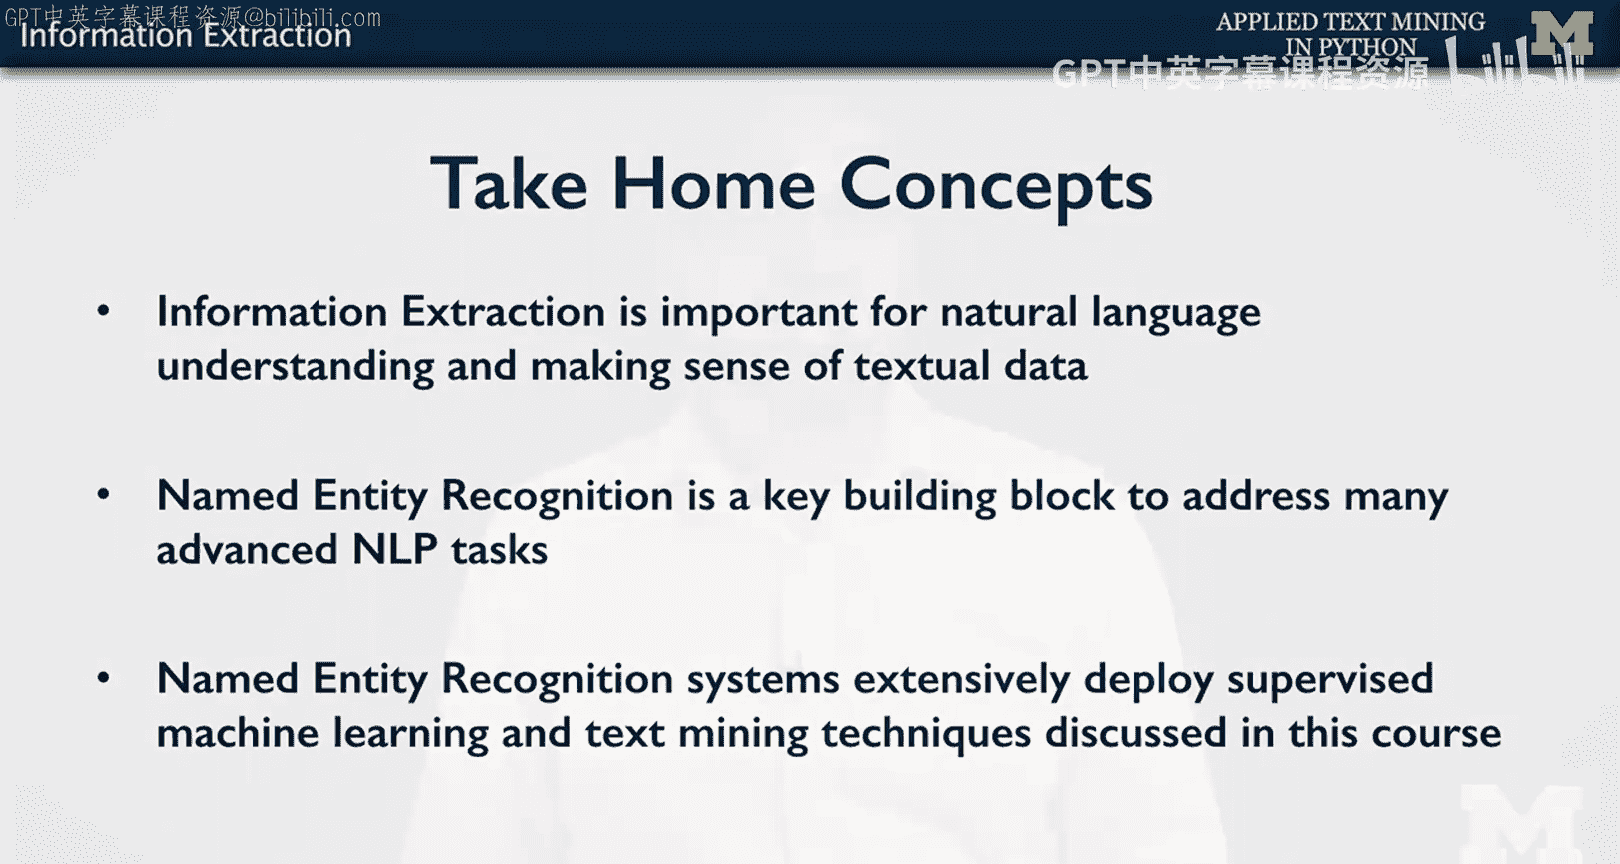 GPT中英字幕课程资源@bilibili.com
Information Extraction
APPLIED TEXT MINING
IN PYTHON
M
GPT中英字幕课程资源 bilibili
Take Home Concepts
• Information Extraction is important for natural language
understanding and making sense of textual data
• Named Entity Recognition is a key building block to address many
advanced NLP tasks
• Named Entity Recognition systems extensively deploy supervised
machine learning and text mining techniques discussed in this course
M